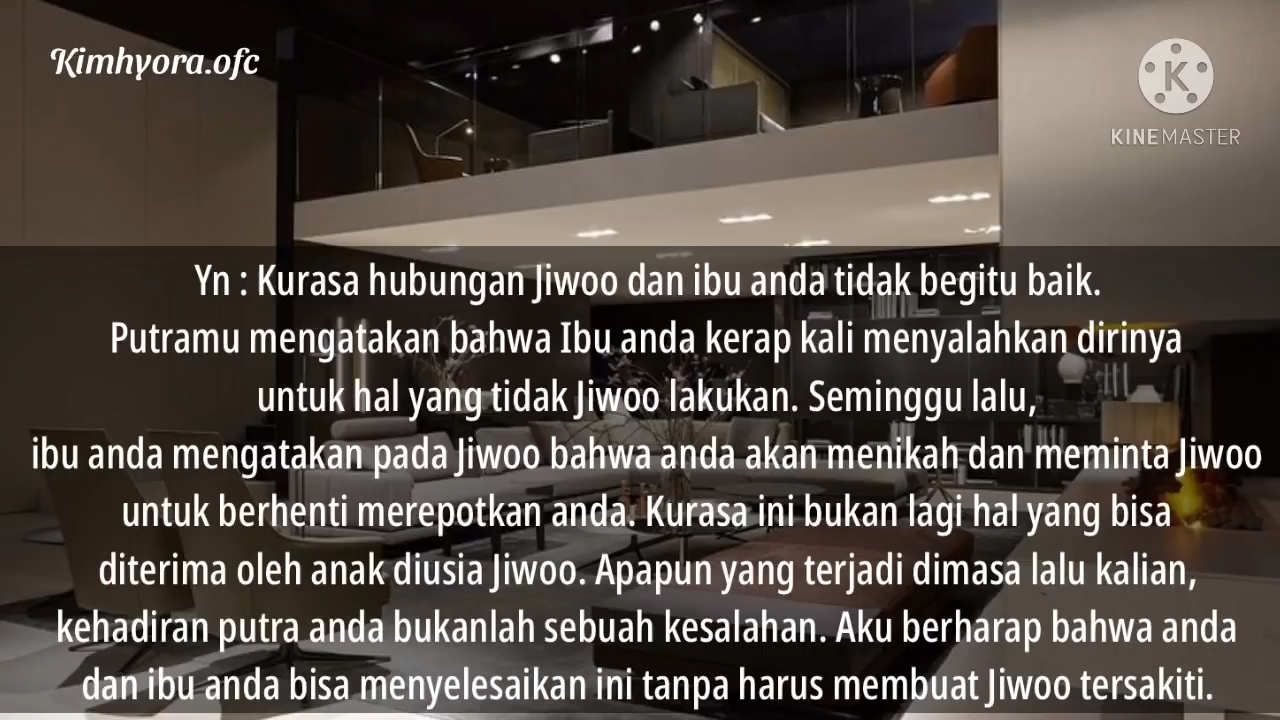 Kimhyora.ofc
K
KINEMASTER
Yn : Kurasa hubungan Jiwoo dan ibu anda tidak begitu baik.
Putramu mengatakan bahwa Ibu anda kerap kali menyalahkan dirinya
untuk hal yang tidak Jiwoo lakukan. Seminggu lalu,
ibu anda mengatakan pada Jiwoo bahwa anda akan menikah dan meminta Jiwoo
untuk berhenti merepotkan anda. Kurasa ini bukan lagi hal yang bisa
diterima oleh anak diusia Jiwoo. Apapun yang terjadi dimasa lalu kalian,
kehadiran putra anda bukanlah sebuah kesalahan. Aku berharap bahwa anda
dan ibu anda bisa menyelesaikan ini tanpa harus membuat Jiwoo tersakiti.